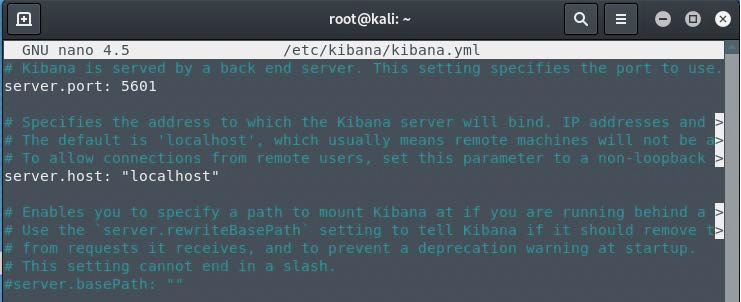 root@kali: ~
GNU nano 4.5 /etc/kibana/kibana.yml
# Kibana is served by a back end server. This setting specifies the port to use.
server.port: 5601
# Specifies the address to which the Kibana server will bind. IP addresses and >
# The default is 'localhost', which usually means remote machines will not be a>
# To allow connections from remote users, set this parameter to a non-loopback >
server.host: "localhost"
# Enables you to specify a path to mount Kibana at if you are running behind a >
# Use the `server.rewriteBasePath` setting to tell Kibana if it should remove t>
# from requests it receives, and to prevent a deprecation warning at startup.
# This setting cannot end in a slash.
#server.basePath: ""